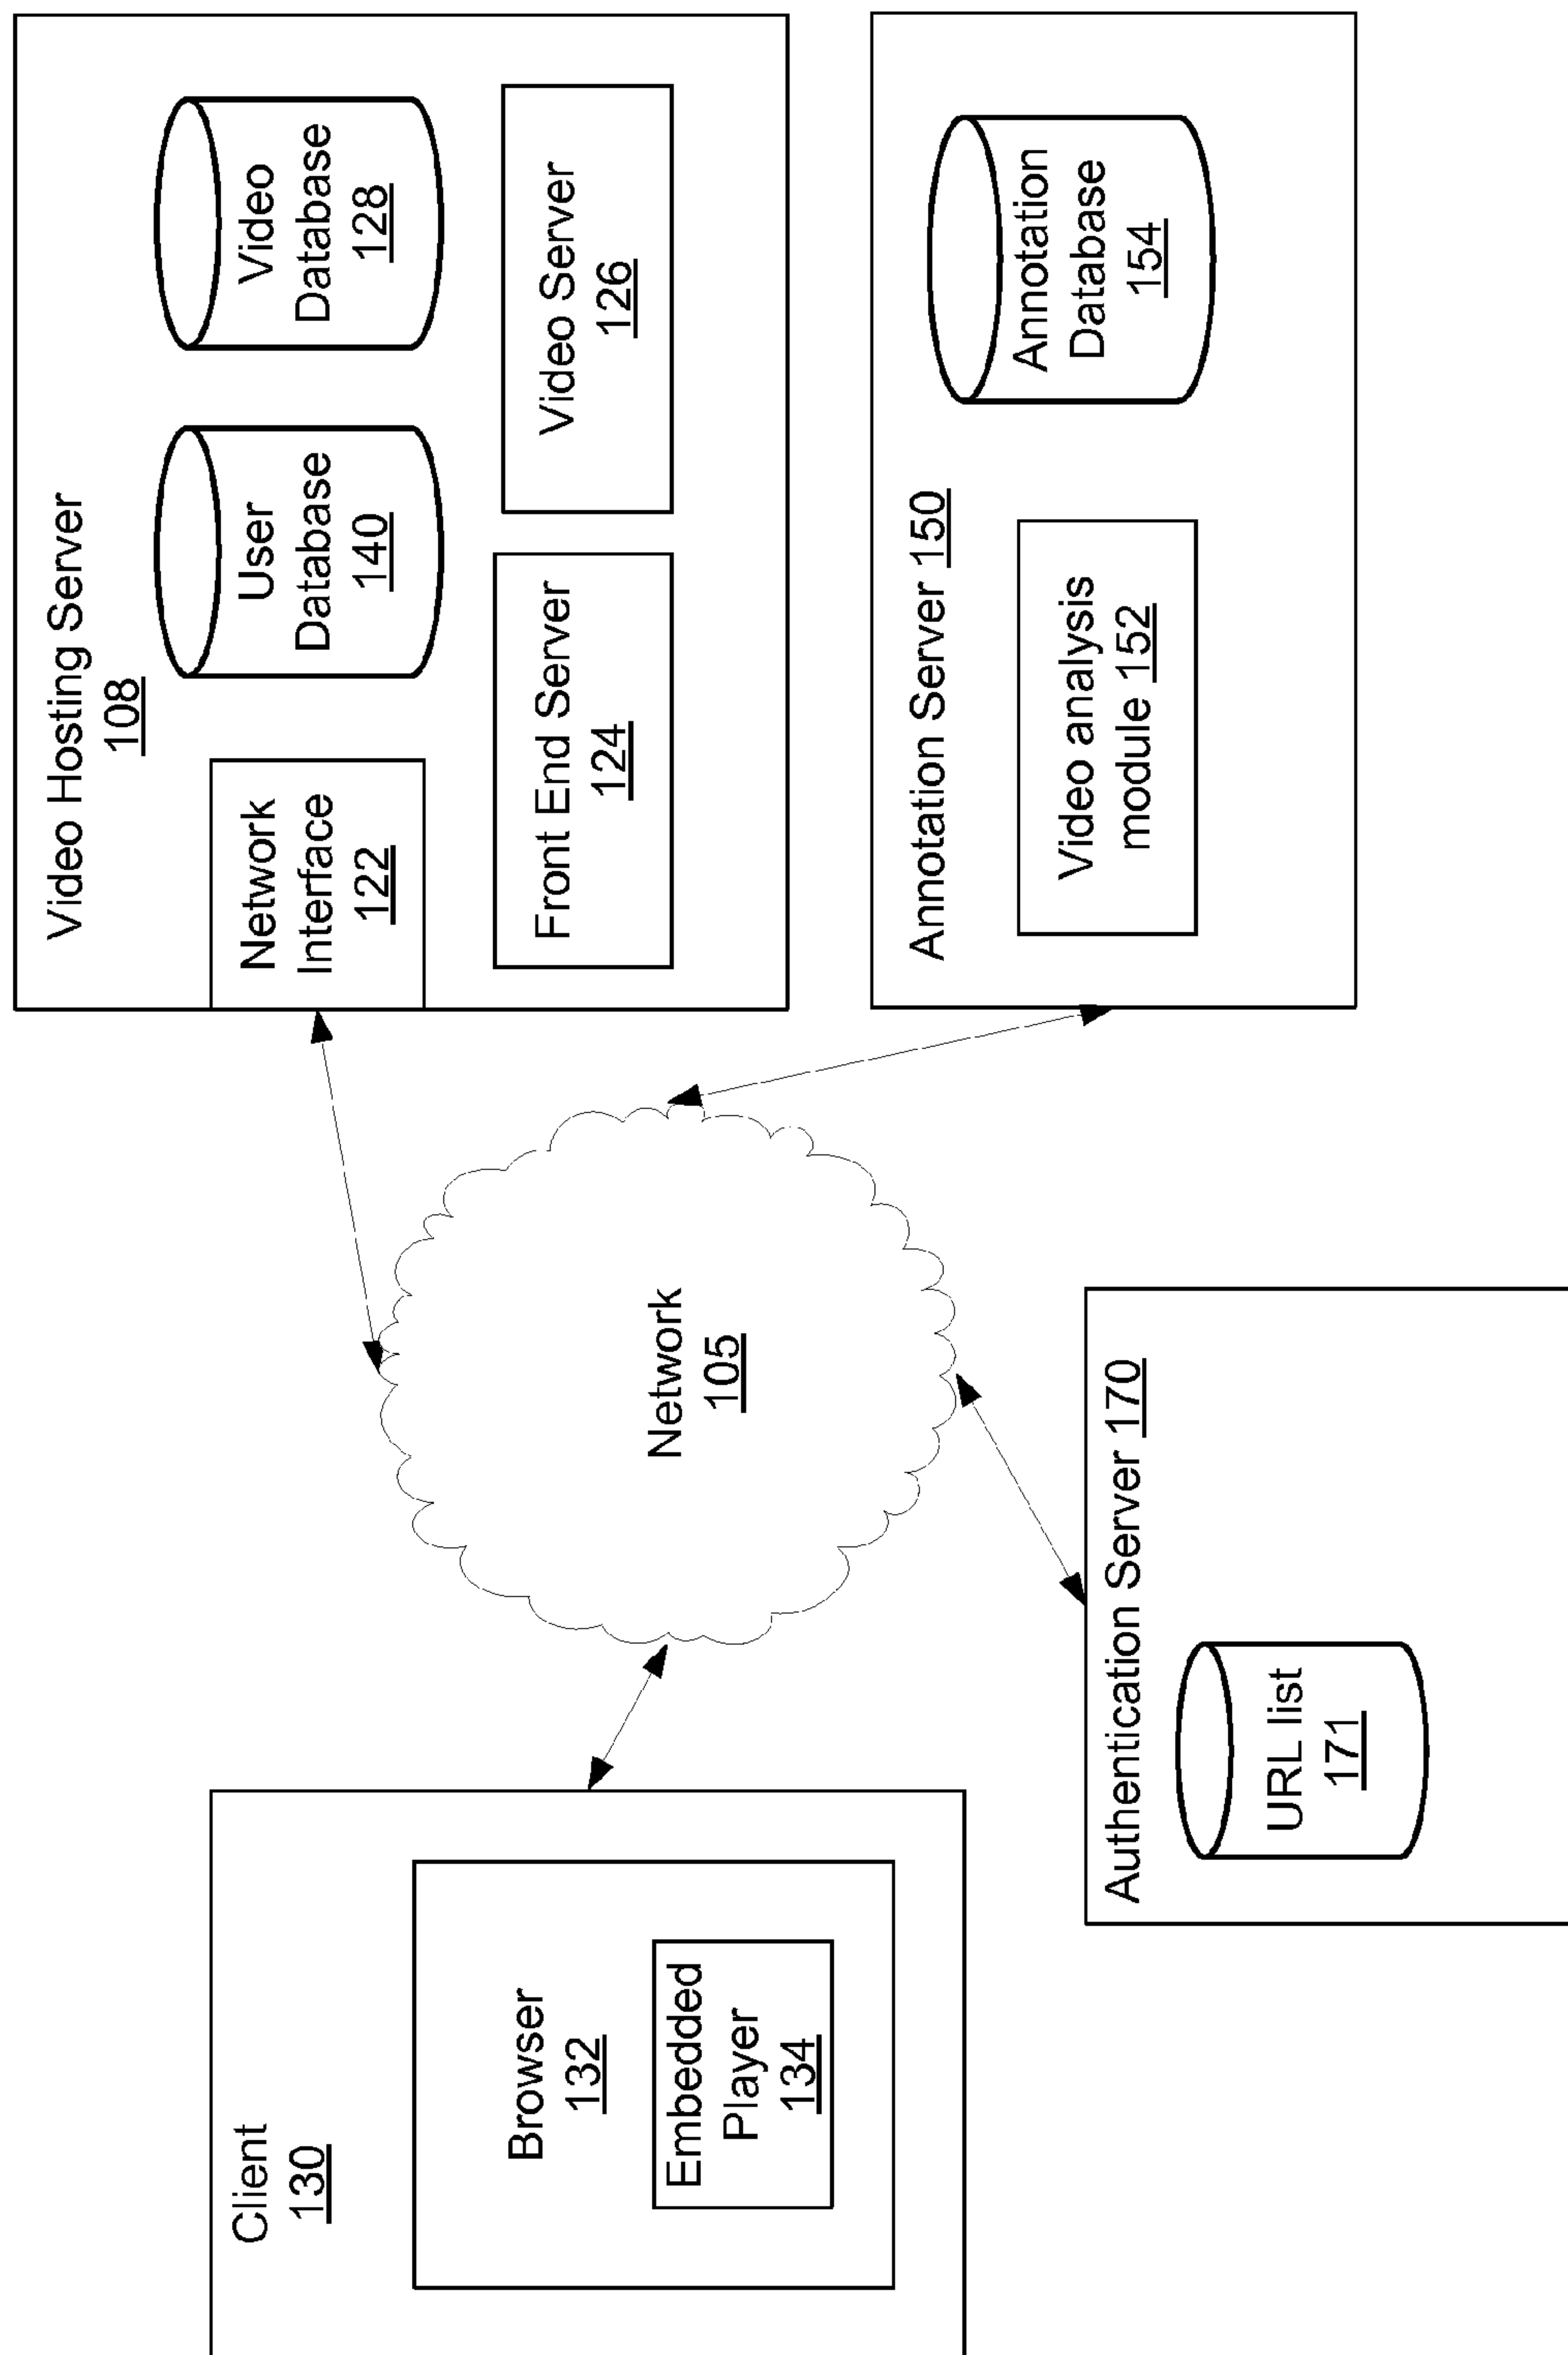 Client
130
Browser
132
Embedded
Player
134
Network
105
Authentication Server 170
URL list
171
Video Hosting Server
108
Network
Interface
122
User
Database
140
Video
Database
128
Front End Server
124
Video Server
126
Annotation Server 150
Video analysis
module 152
Annotation
Database
154